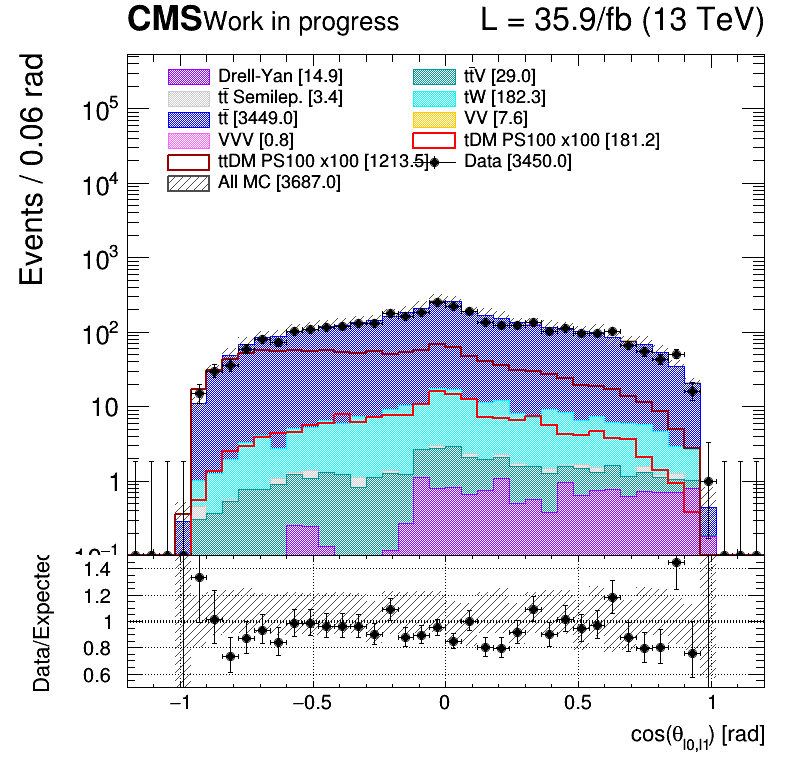 CMS Work in progress L = 35.9/fb (13 TeV)
Events / 0.06 rad
Drell-Yan [14.9] tt̄V [29.0]
tt̄ Semilep. [3.4] tW [182.3]
tt̄ [3449.0] VV [7.6]
VVV [0.8] tDM PS100 x100 [181.2]
ttDM PS100 x100 [1213.5] Data [3450.0]
All MC [3687.0]
10⁵
10⁴
10³
10²
10
1
10⁻¹
Data/Expected
1.4
1.2
1
0.8
0.6
−1 −0.5 0 0.5 1
cos(θ_l0,l1) [rad]